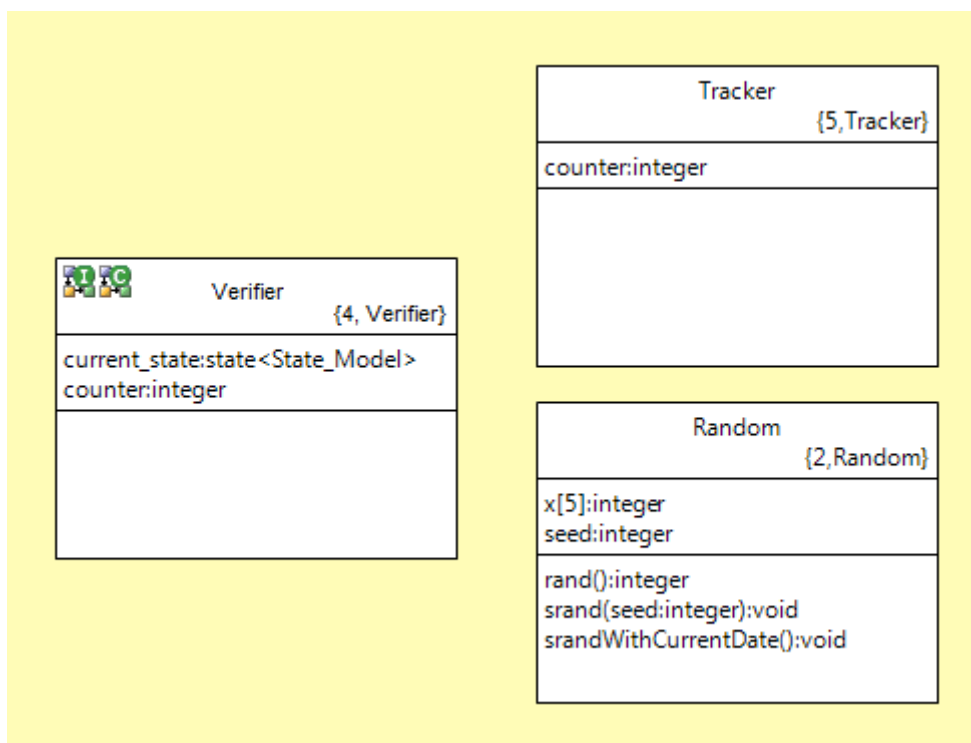 Tracker
{5,Tracker}
counter:integer
I C
Verifier
{4, Verifier}
current_state:state<State_Model>
counter:integer
Random
{2,Random}
x[5]:integer
seed:integer
rand():integer
srand(seed:integer):void
srandWithCurrentDate():void